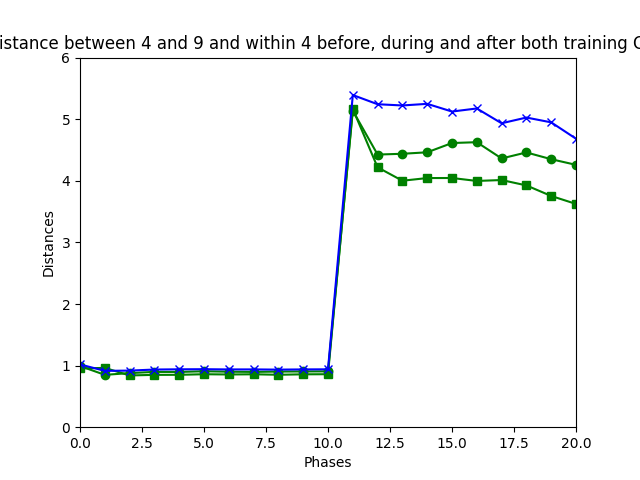 istance between 4 and 9 and within 4 before, during and after both training
6
5
4
3
2
1
0
Distances
0.0 2.5 5.0 7.5 10.0 12.5 15.0 17.5 20.0
Phases